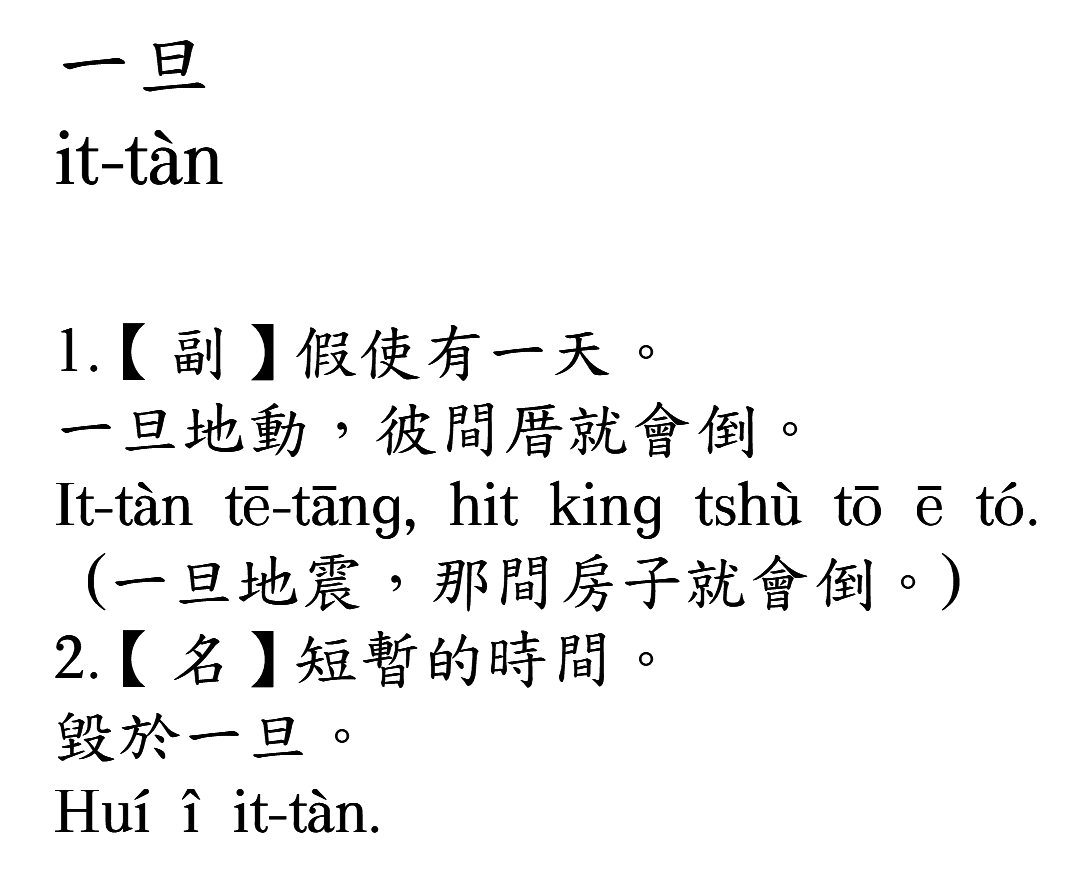 一旦
it-tàn
1.【副】假使有一天。
一旦地動，彼間厝就會倒。
It-tàn tē-tāng, hit king tshù tō ē tó.
（一旦地震，那間房子就會倒。）
2.【名】短暫的時間。
毀於一旦。
Huí î it-tàn.